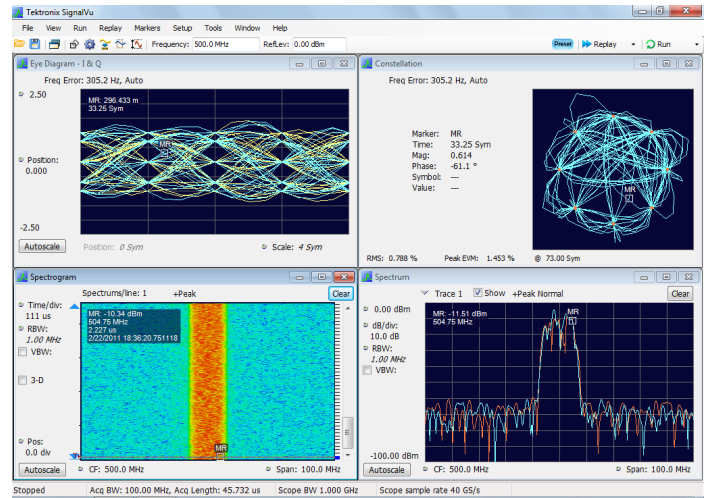 Tektronix SignalVu
File View Run Replay Markers Setup Tools Window Help
Frequency: 500.0 MHz RefLev: 0.00 dBm Preset Replay Run
Eye Diagram - I & Q
Freq Error: 305.2 Hz, Auto
2.50
MR: 296.433 m
33.25 Sym
MR
Position:
0.000
-2.50
Autoscale Position: 0 Sym Scale: 4 Sym
Constellation
Freq Error: 305.2 Hz, Auto
Marker: MR
Time: 33.25 Sym
Mag: 0.614
Phase: -61.1 °
Symbol: ---
Value: ---
MR
RMS: 0.788 % Peak EVM: 1.453 % @ 73.00 Sym
Spectrogram
Spectrums/line: 1 +Peak Clear
Time/div:
111 us
RBW:
1.00 MHz
VBW:
3-D
Pos:
0.0 div
MR: -10.34 dBm
504.75 MHz
2.227 us
2/22/2011 18:36:20.751118
MR
Autoscale CF: 500.0 MHz Span: 100.0 MHz
Spectrum
Trace 1 Show +Peak Normal Clear
0.00 dBm
dB/div:
10.0 dB
RBW:
1.00 MHz
VBW:
MR: -11.51 dBm
504.75 MHz
MR
-100.00 dBm
Autoscale CF: 500.0 MHz Span: 100.0 MHz
Stopped Acq BW: 100.00 MHz, Acq Length: 45.732 us Scope BW 1.000 GHz Scope sample rate 40 GS/s